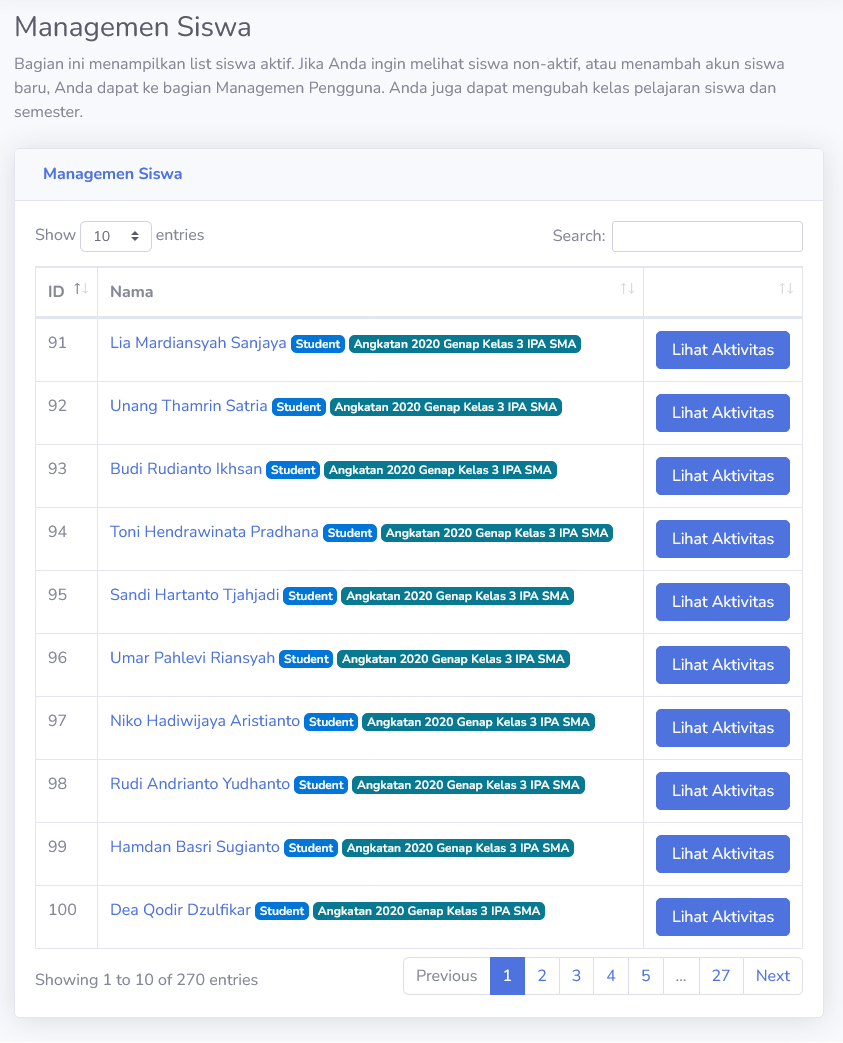 Managemen Siswa
Bagian ini menampilkan list siswa aktif. Jika Anda ingin melihat siswa non-aktif, atau menambah akun siswa
baru, Anda dapat ke bagian Managemen Pengguna. Anda juga dapat mengubah kelas pelajaran siswa dan
semester.
Managemen Siswa
Show 10 entries Search:
ID Nama
91 Lia Mardiansyah Sanjaya Student Angkatan 2020 Genap Kelas 3 IPA SMA Lihat Aktivitas
92 Unang Thamrin Satria Student Angkatan 2020 Genap Kelas 3 IPA SMA Lihat Aktivitas
93 Budi Rudianto Ikhsan Student Angkatan 2020 Genap Kelas 3 IPA SMA Lihat Aktivitas
94 Toni Hendrawinata Pradhana Student Angkatan 2020 Genap Kelas 3 IPA SMA Lihat Aktivitas
95 Sandi Hartanto Tjahjadi Student Angkatan 2020 Genap Kelas 3 IPA SMA Lihat Aktivitas
96 Umar Pahlevi Riansyah Student Angkatan 2020 Genap Kelas 3 IPA SMA Lihat Aktivitas
97 Niko Hadiwijaya Aristianto Student Angkatan 2020 Genap Kelas 3 IPA SMA Lihat Aktivitas
98 Rudi Andrianto Yudhanto Student Angkatan 2020 Genap Kelas 3 IPA SMA Lihat Aktivitas
99 Hamdan Basri Sugianto Student Angkatan 2020 Genap Kelas 3 IPA SMA Lihat Aktivitas
100 Dea Qodir Dzulfikar Student Angkatan 2020 Genap Kelas 3 IPA SMA Lihat Aktivitas
Showing 1 to 10 of 270 entries Previous 1 2 3 4 5 ... 27 Next